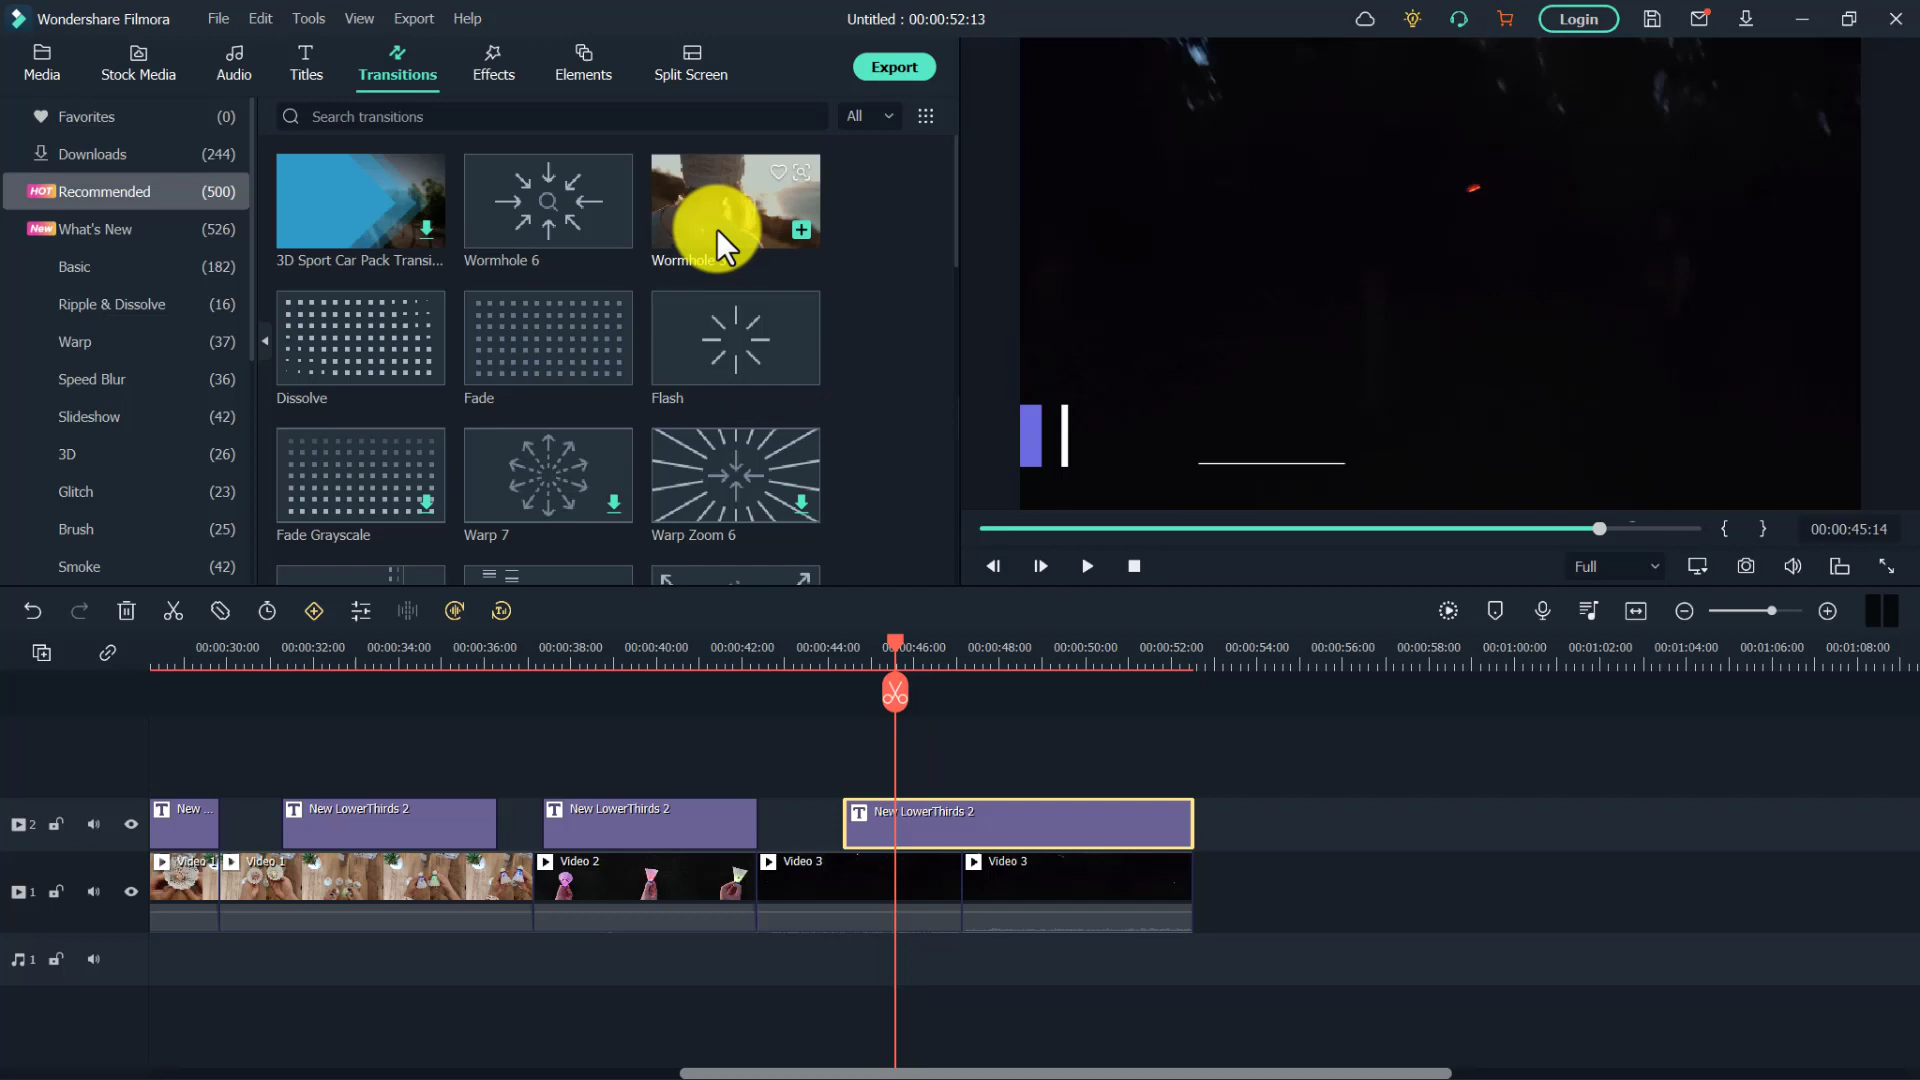 Wondershare Filmora File Edit Tools View Export Help Untitled : 00:00:52:13 Login
Media Stock Media Audio Titles Transitions Effects Elements Split Screen Export
Favorites (0)
Downloads (244)
HOT Recommended (500)
New What's New (526)
Basic (182)
Ripple & Dissolve (16)
Warp (37)
Speed Blur (36)
Slideshow (42)
3D (26)
Glitch (23)
Brush (25)
Smoke (42)
Search transitions All
3D Sport Car Pack Transi... Wormhole 6 Wormhole
Dissolve Fade Flash
Fade Grayscale Warp 7 Warp Zoom 6
00:00:45:14
Full
00:00:30:00 00:00:32:00 00:00:34:00 00:00:36:00 00:00:38:00 00:00:40:00 00:00:42:00 00:00:44:00 00:00:46:00 00:00:48:00 00:00:50:00 00:00:52:00 00:00:54:00 00:00:56:00 00:00:58:00 00:01:00:00 00:01:02:00 00:01:04:00 00:01:06:00 00:01:08:00
2 New ... New LowerThirds 2 New LowerThirds 2 New LowerThirds 2
1 Video 1 Video 1 Video 2 Video 3 Video 3
1